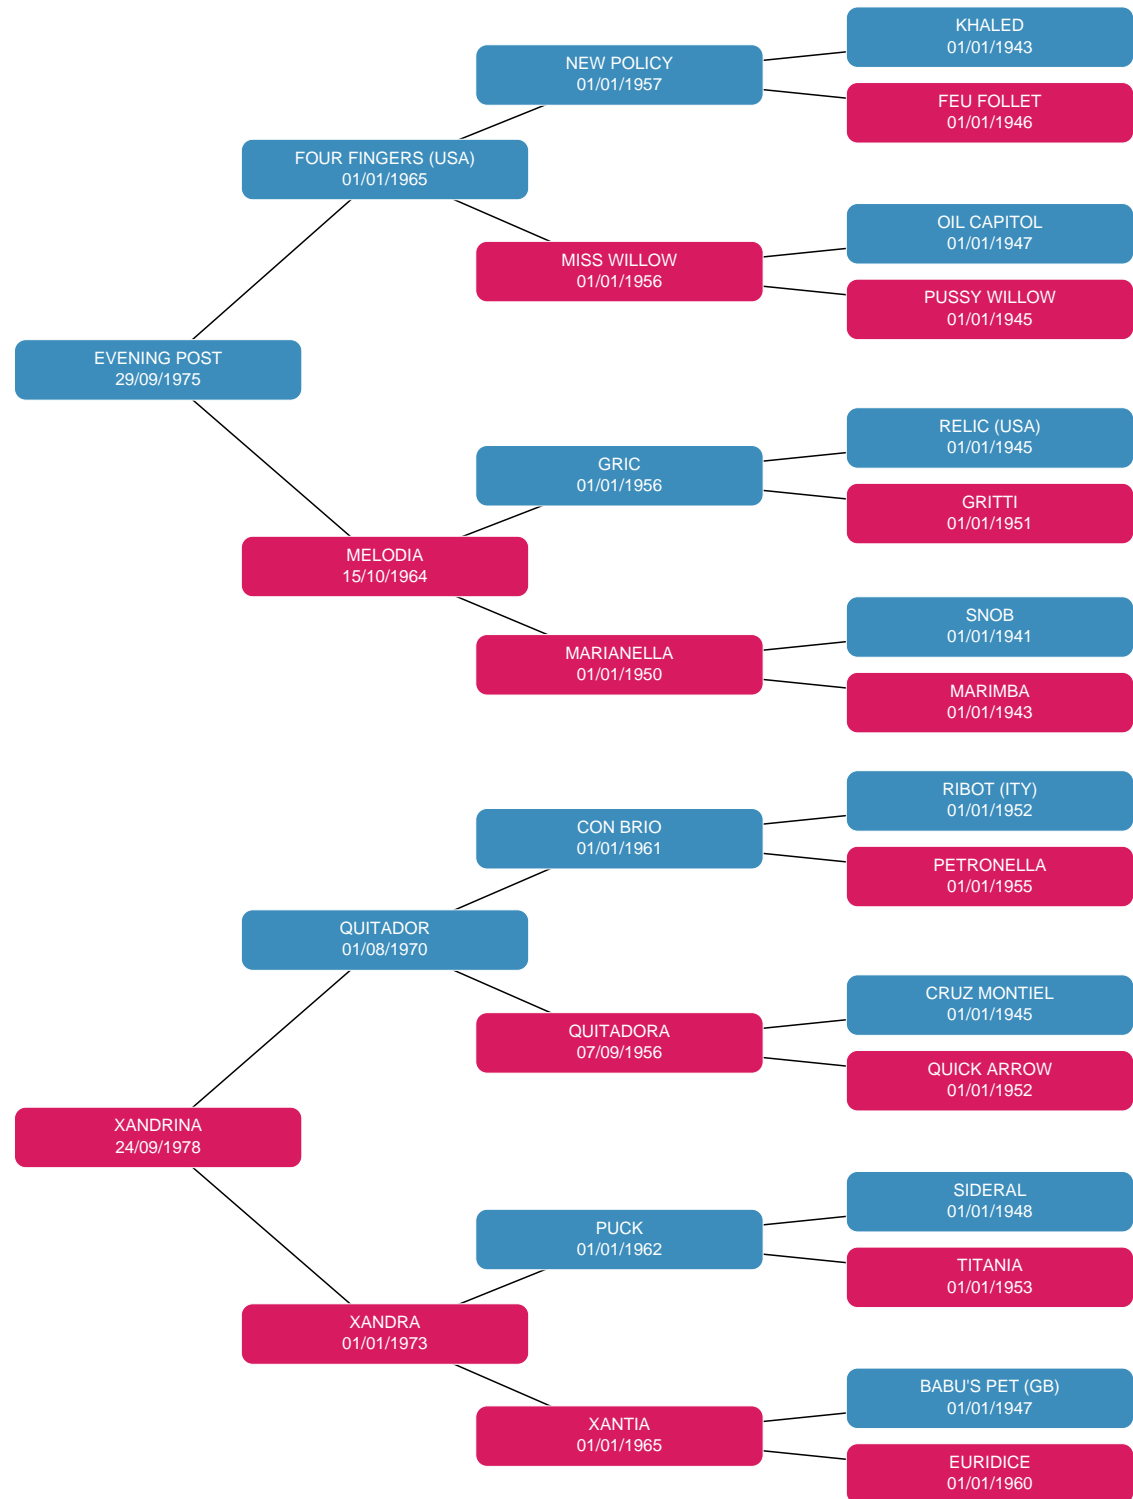 KHALED
01/01/1943
NEW POLICY
01/01/1957
FEU FOLLET
01/01/1946
FOUR FINGERS (USA)
01/01/1965
OIL CAPITOL
01/01/1947
MISS WILLOW
01/01/1956
PUSSY WILLOW
01/01/1945
EVENING POST
29/09/1975
RELIC (USA)
01/01/1945
GRIC
01/01/1956
GRITTI
01/01/1951
MELODIA
15/10/1964
SNOB
01/01/1941
MARIANELLA
01/01/1950
MARIMBA
01/01/1943
RIBOT (ITY)
01/01/1952
CON BRIO
01/01/1961
PETRONELLA
01/01/1955
QUITADOR
01/08/1970
CRUZ MONTIEL
01/01/1945
QUITADORA
07/09/1956
QUICK ARROW
01/01/1952
XANDRINA
24/09/1978
SIDERAL
01/01/1948
PUCK
01/01/1962
TITANIA
01/01/1953
XANDRA
01/01/1973
BABU'S PET (GB)
01/01/1947
XANTIA
01/01/1965
EURIDICE
01/01/1960